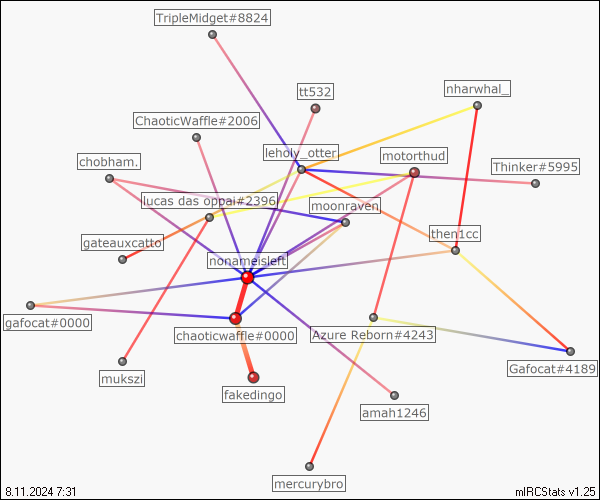 TripleMidget#8824
tt532
nharwhal_
ChaoticWaffle#2006
leholy_otter
motorthud
chobham.
Thinker#5995
lucas das oppai#2396
moonraven
gateauxcatto
then1cc
nonameisleft
gafocat#0000
chaoticwaffle#0000
Azure Reborn#4243
Gafocat#4189
mukszi
fakedingo
amah1246
mercurybro
8.11.2024 7:31
mIRCStats v1.25